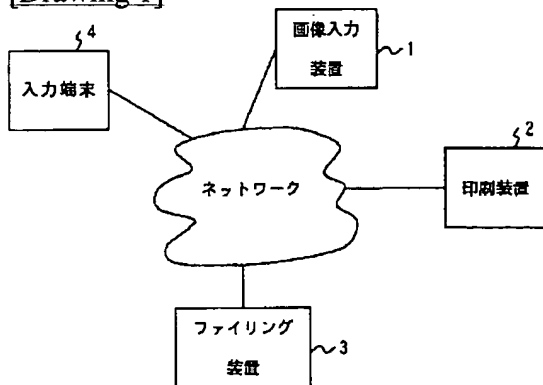 [Drawing 1]
4
入力端末
画像入力
装置
1
2
印刷装置
ネットワーク
ファイリング
装置
3